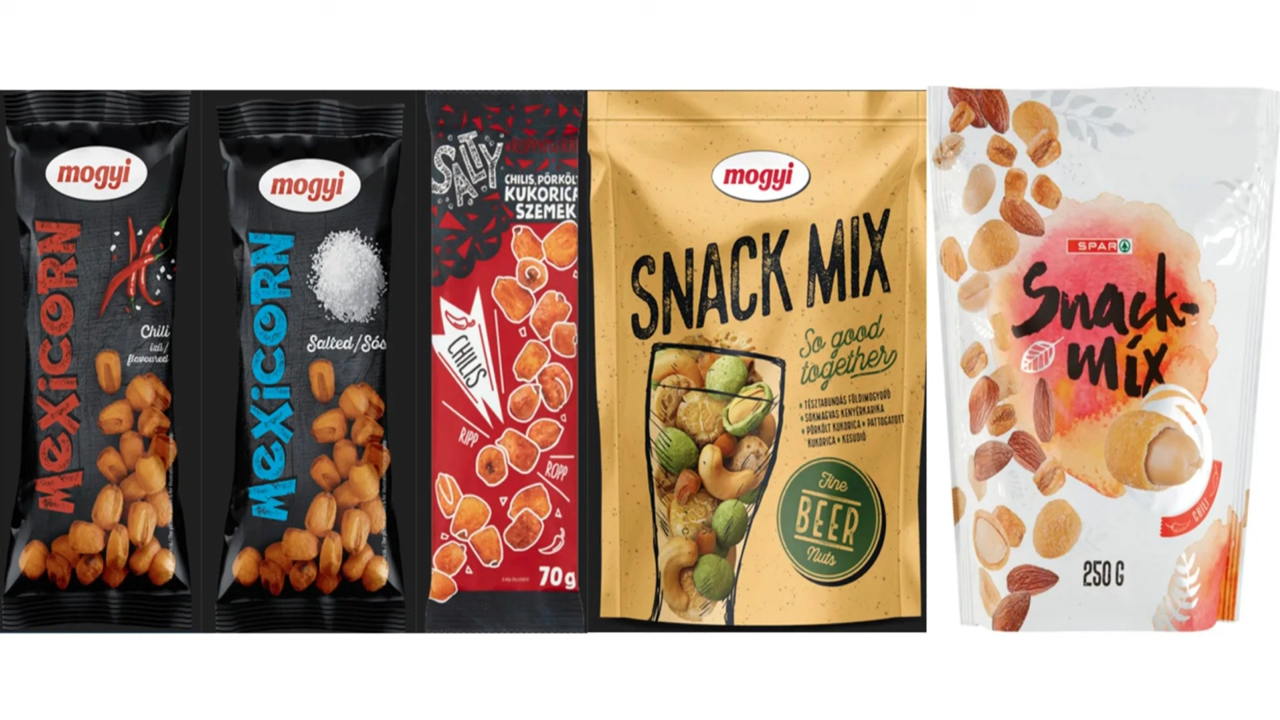 mogyi
MEXICORN
Chili
ízű/
flavoured
mogyi
MEXICORN
Salted/Sós
SALTY
CHILIS, PÖRKÖL
KUKORICA
SZEMEK
CHILIS
RIPP
ROPP
70g
mogyi
SNACK MIX
So good
together
• TÉSZTABUNDÁS FÖLDIMOGYORÓ
• SOKMAGVAS KENYÉRKARIKA
• PÖRKÖLT KUKORICA • PATTOGATOTT
KUKORICA • KESUDIÓ
Fine
BEER
Nuts
SPAR
Snack-
mix
CHILI
250 G